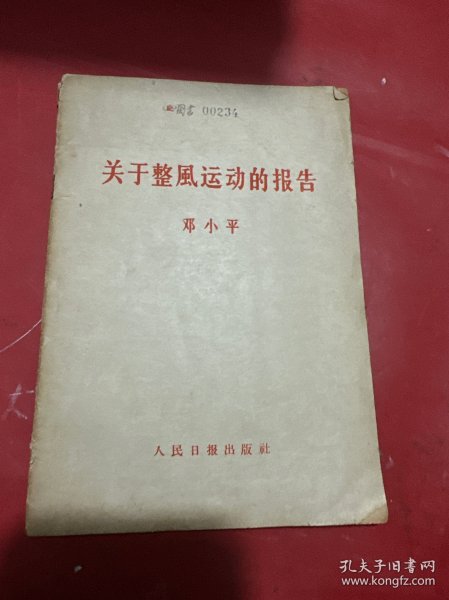 图书 00234
关于整風运动的报告
邓小平
人民日报出版社
孔夫子旧书网
www.kongfz.com